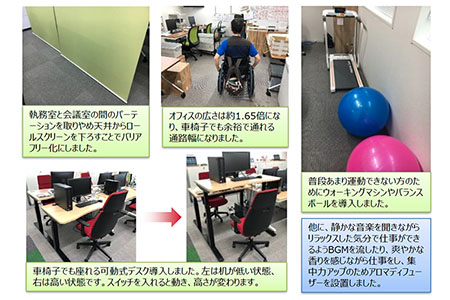 執務室と会議室の間のパーテ
ーションを取りやめ天井からロ
ールスクリーンを下ろすことでバリア
フリー化にしました。
オフィスの広さは約1.65倍にな
り、車椅子でも余裕で通れる
通路幅になりました。
普段あまり運動できない方のた
めにウォーキングマシンやバランス
ボールを導入しました。
車椅子でも座れる可動式デスク導入しました。左は机が低い状態、
右は高い状態です。スイッチを入れると動き、高さが変わります。
他に、静かな音楽を聞きながら
リラックスした気分で仕事ができ
るようBGMを流したり、爽やかな
香りを感じながら仕事をし、集
中力アップのためアロマディフュー
ザーを設置しました。